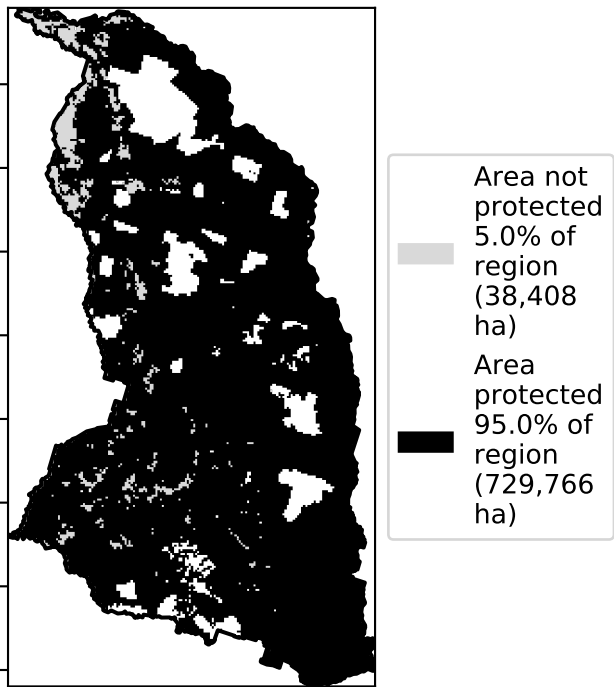 Area not
protected
5.0% of
region
(38,408
ha)
Area
protected
95.0% of
region
(729,766
ha)